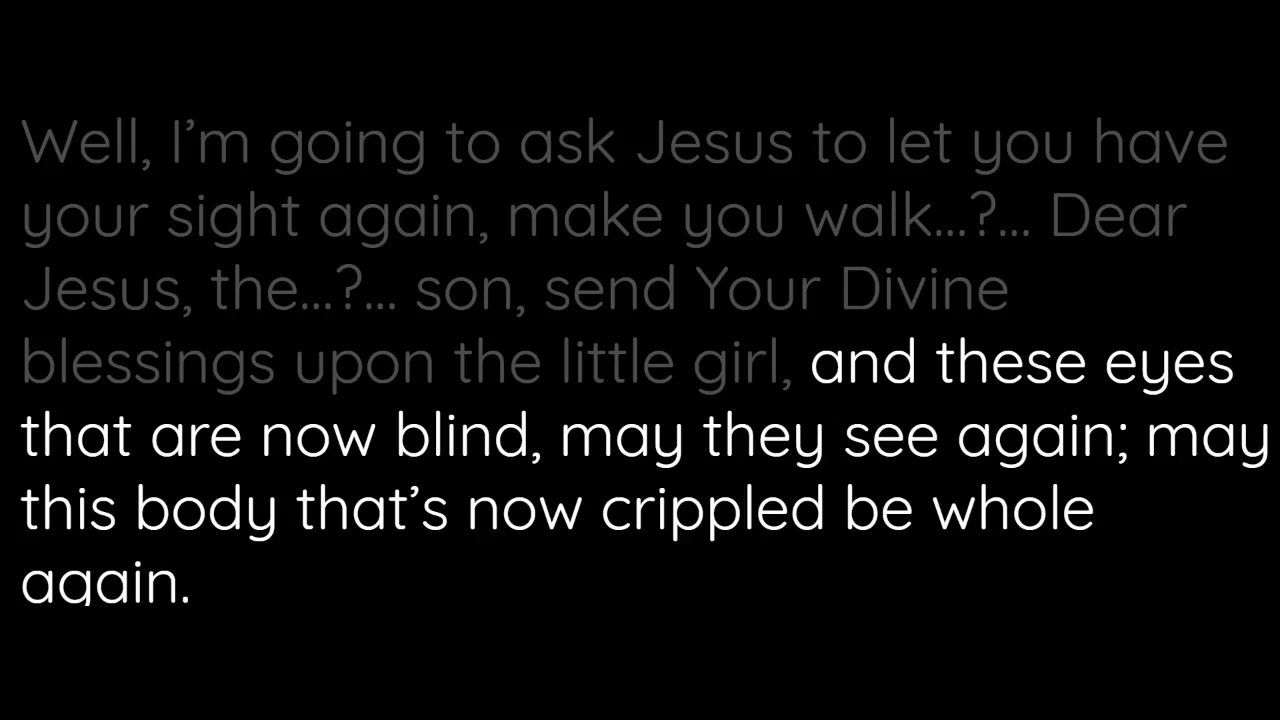 Well, I’m going to ask Jesus to let you have
your sight again, make you walk...?... Dear
Jesus, the...?... son, send Your Divine
blessings upon the little girl, and these eyes
that are now blind, may they see again; may
this body that’s now crippled be whole
again.